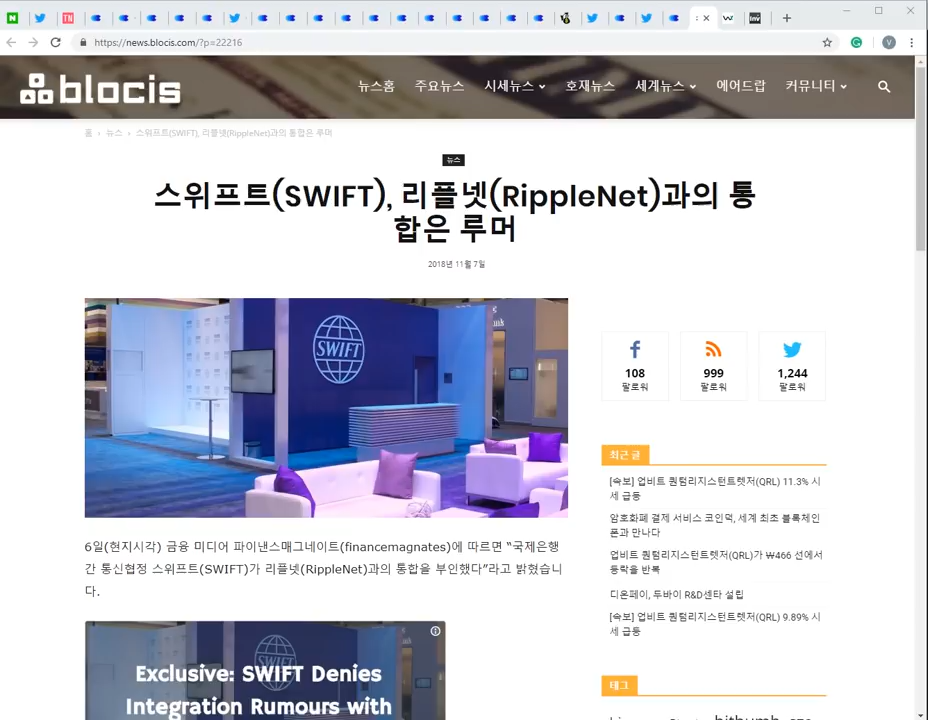 https://news.blocis.com/?p=22216
blocis
뉴스홈 주요뉴스 시세뉴스 호재뉴스 세계뉴스 에어드랍 커뮤니티
홈 › 뉴스 › 스위프트(SWIFT), 리플넷(RippleNet)과의 통합은 루머
뉴스
스위프트(SWIFT), 리플넷(RippleNet)과의 통
합은 루머
2018년 11월 7일
SWIFT
108
팔로워
999
팔로워
1,244
팔로워
최근 글
[속보] 업비트 퀀텀리지스턴트렛저(QRL) 11.3% 시
세 급등
암호화폐 결제 서비스 코인덕, 세계 최초 블록체인
폰과 만나다
업비트 퀀텀리지스턴트렛저(QRL)가 ₩466 선에서
등락을 반복
디온페이, 두바이 R&D센타 설립
[속보] 업비트 퀀텀리지스턴트렛저(QRL) 9.89% 시
세 급등
태그
6일(현지시각) 금융 미디어 파이낸스매그네이트(financemagnates)에 따르면 “국제은행
간 통신협정 스위프트(SWIFT)가 리플넷(RippleNet)과의 통합을 부인했다”라고 밝혔습니
다.
Exclusive: SWIFT Denies
Integration Rumours with